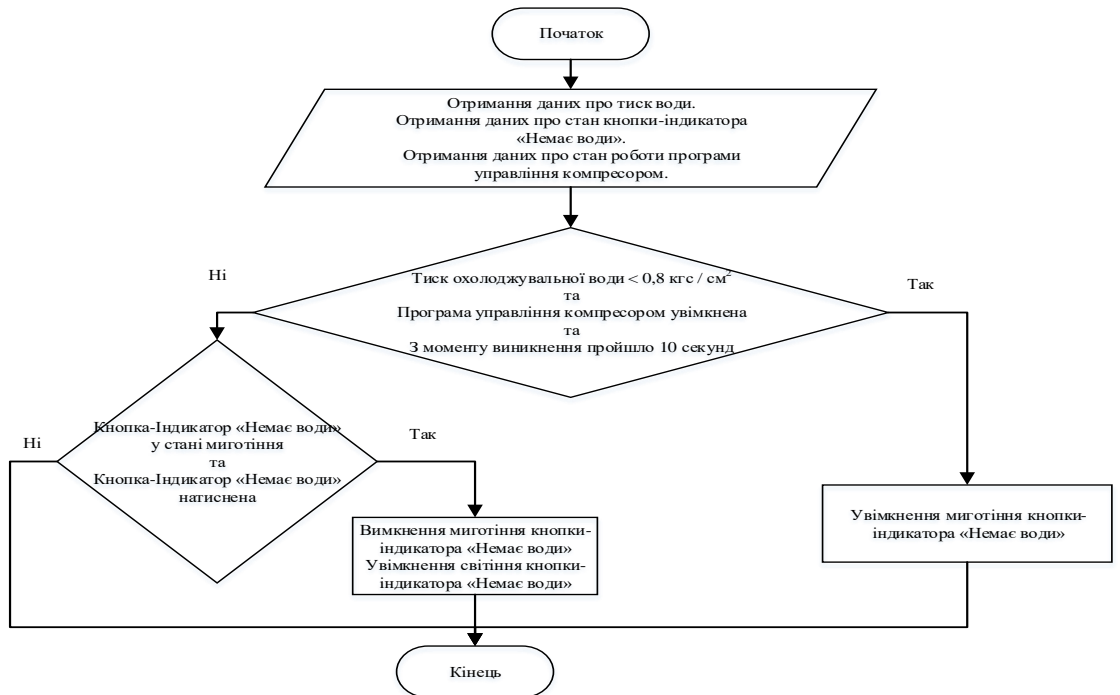 Початок
Отримання даних про тиск води.
Отримання даних про стан кнопки-індикатора
«Немає води».
Отримання даних про стан роботи програми
управління компресором.
Тиск охолоджувальної води < 0,8 кгс / см²
та
Програма управління компресором увімкнена
та
З моменту виникнення пройшло 10 секунд
Ні
Так
Кнопка-Індикатор «Немає води»
у стані миготіння
та
Кнопка-Індикатор «Немає води»
натиснена
Ні
Так
Вимкнення миготіння кнопки-
індикатора «Немає води»
Увімкнення світіння кнопки-
індикатора «Немає води»
Увімкнення миготіння кнопки-
індикатора «Немає води»
Кінець